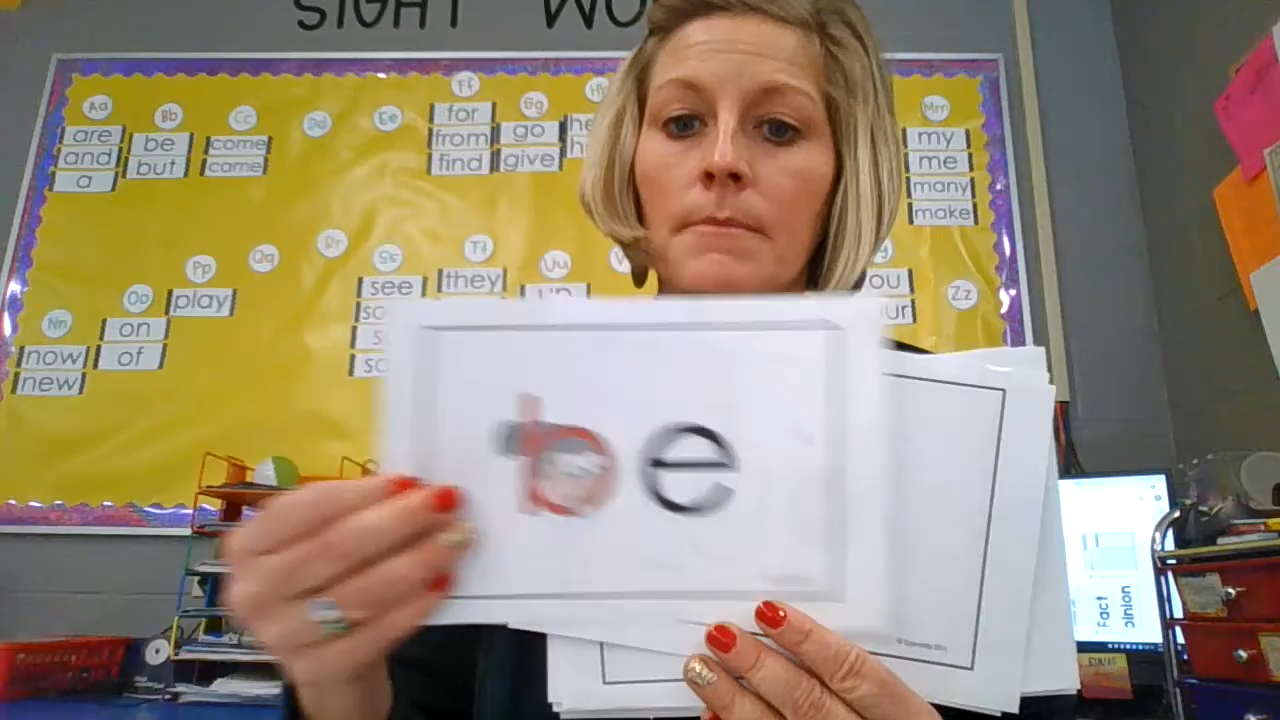 SIGHT WO
Aa
Bb
Cc
Dd
Ee
Ff
Gg
Mm
are
and
a
be
but
come
came
for
from
find
go
give
my
me
many
make
Nn
Oo
Pp
Qq
Rr
Ss
Tt
Uu
Zz
now
new
on
of
play
see
they
be
Fact